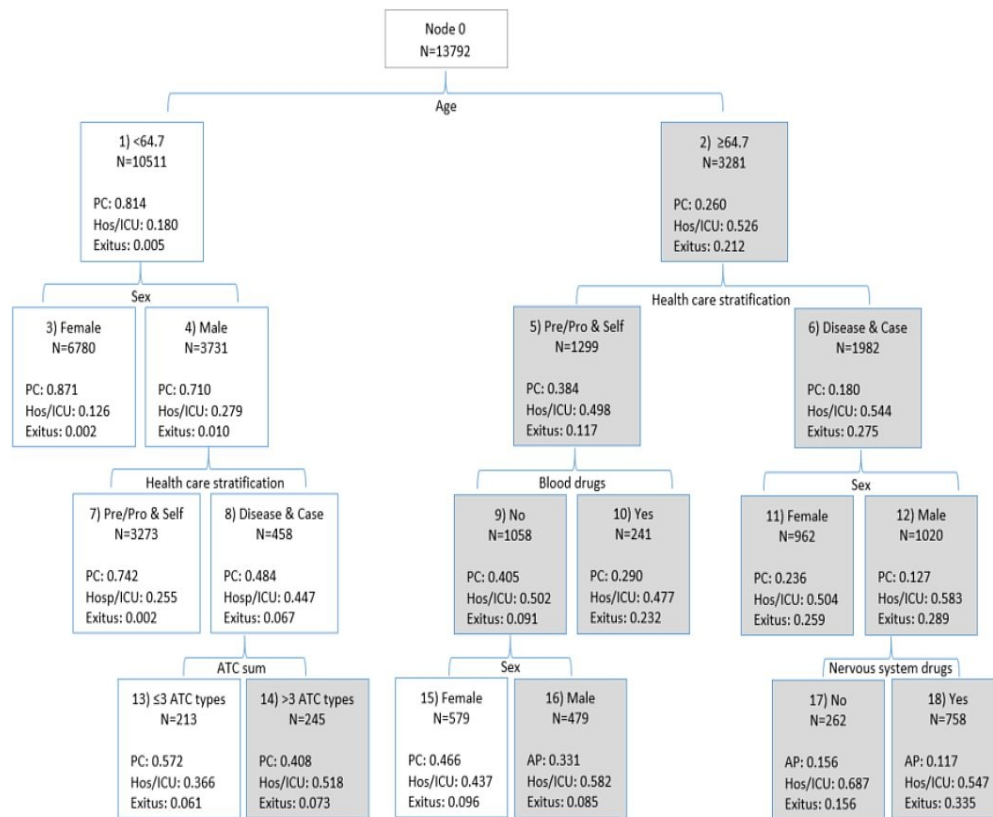 Node 0
N=13792
Age
1) <64.7
N=10511
PC: 0.814
Hos/ICU: 0.180
Exitus: 0.005
2) ≥64.7
N=3281
PC: 0.260
Hos/ICU: 0.526
Exitus: 0.212
Sex
Health care stratification
3) Female
N=6780
PC: 0.871
Hos/ICU: 0.126
Exitus: 0.002
4) Male
N=3731
PC: 0.710
Hos/ICU: 0.279
Exitus: 0.010
5) Pre/Pro & Self
N=1299
PC: 0.384
Hos/ICU: 0.498
Exitus: 0.117
6) Disease & Case
N=1982
PC: 0.180
Hos/ICU: 0.544
Exitus: 0.275
Health care stratification
Blood drugs
Sex
7) Pre/Pro & Self
N=3273
PC: 0.742
Hosp/ICU: 0.255
Exitus: 0.002
8) Disease & Case
N=458
PC: 0.484
Hosp/ICU: 0.447
Exitus: 0.067
9) No
N=1058
PC: 0.405
Hos/ICU: 0.502
Exitus: 0.091
10) Yes
N=241
PC: 0.290
Hos/ICU: 0.477
Exitus: 0.232
11) Female
N=962
PC: 0.236
Hos/ICU: 0.504
Exitus: 0.259
12) Male
N=1020
PC: 0.127
Hos/ICU: 0.583
Exitus: 0.289
ATC sum
Sex
Nervous system drugs
13) ≤3 ATC types
N=213
PC: 0.572
Hos/ICU: 0.366
Exitus: 0.061
14) >3 ATC types
N=245
PC: 0.408
Hos/ICU: 0.518
Exitus: 0.073
15) Female
N=579
PC: 0.466
Hos/ICU: 0.437
Exitus: 0.096
16) Male
N=479
AP: 0.331
Hos/ICU: 0.582
Exitus: 0.085
17) No
N=262
AP: 0.156
Hos/ICU: 0.687
Exitus: 0.156
18) Yes
N=758
AP: 0.117
Hos/ICU: 0.547
Exitus: 0.335